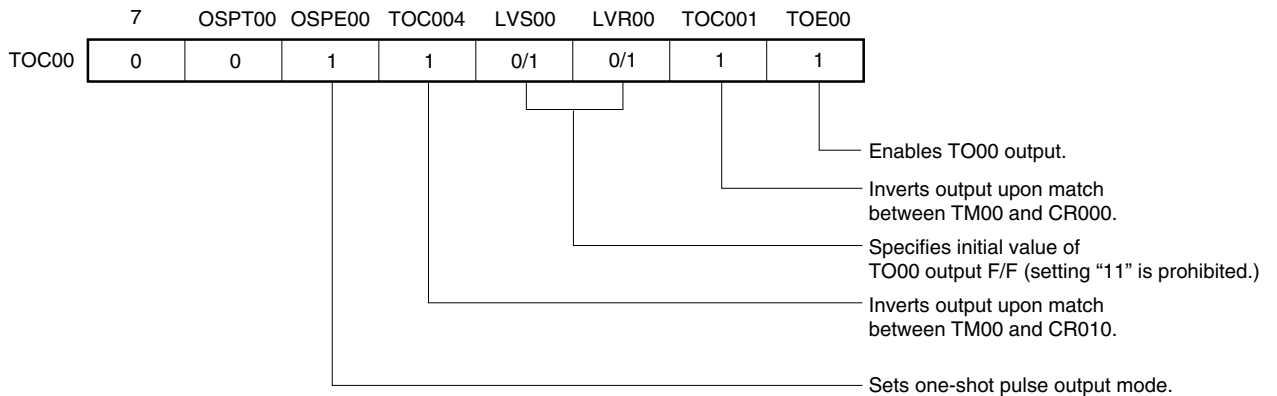 7 OSPT00 OSPE00 TOC004 LVS00 LVR00 TOC001 TOE00
TOC00 0 0 1 1 0/1 0/1 1 1
Enables TO00 output.
Inverts output upon match
between TM00 and CR000.
Specifies initial value of
TO00 output F/F (setting “11” is prohibited.)
Inverts output upon match
between TM00 and CR010.
Sets one-shot pulse output mode.